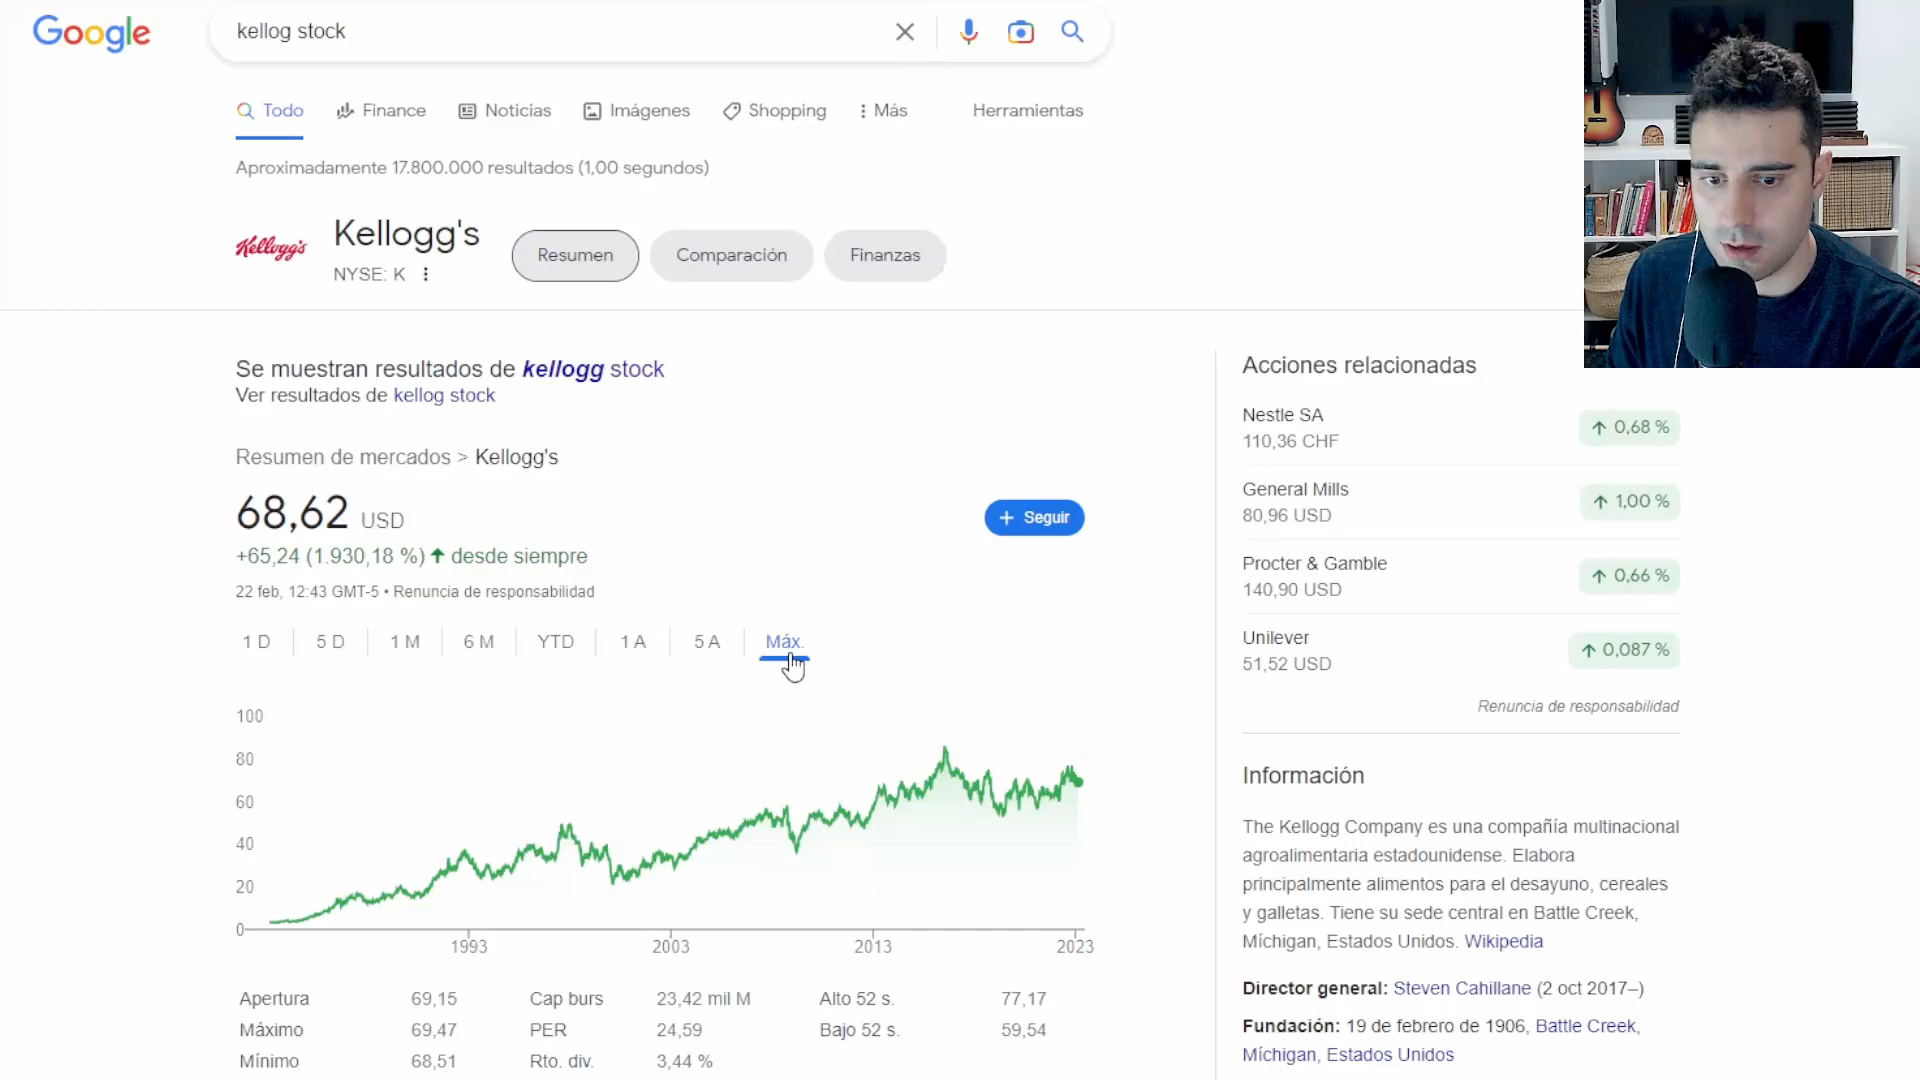 Google
kellog stock
Todo
Finance
Noticias
Imágenes
Shopping
Más
Herramientas
Aproximadamente 17.800.000 resultados (1,00 segundos)
Kellogg's
Kellogg's
NYSE: K
Resumen
Comparación
Finanzas
Se muestran resultados de kellogg stock
Ver resultados de kellog stock
Resumen de mercados > Kellogg's
68,62 USD
+65,24 (1.930,18 %) ↑ desde siempre
22 feb, 12:43 GMT-5 • Renuncia de responsabilidad
+ Seguir
1 D
5 D
1 M
6 M
YTD
1 A
5 A
Máx.
100
80
60
40
20
0
1993
2003
2013
2023
Apertura 69,15
Máximo 69,47
Mínimo 68,51
Cap burs 23,42 mil M
PER 24,59
Rto. div. 3,44 %
Alto 52 s. 77,17
Bajo 52 s. 59,54
Acciones relacionadas
Nestle SA
110,36 CHF
↑ 0,68 %
General Mills
80,96 USD
↑ 1,00 %
Procter & Gamble
140,90 USD
↑ 0,66 %
Unilever
51,52 USD
↑ 0,087 %
Renuncia de responsabilidad
Información
The Kellogg Company es una compañía multinacional
agroalimentaria estadounidense. Elabora
principalmente alimentos para el desayuno, cereales
y galletas. Tiene su sede central en Battle Creek,
Míchigan, Estados Unidos. Wikipedia
Director general: Steven Cahillane (2 oct 2017–)
Fundación: 19 de febrero de 1906, Battle Creek,
Míchigan, Estados Unidos